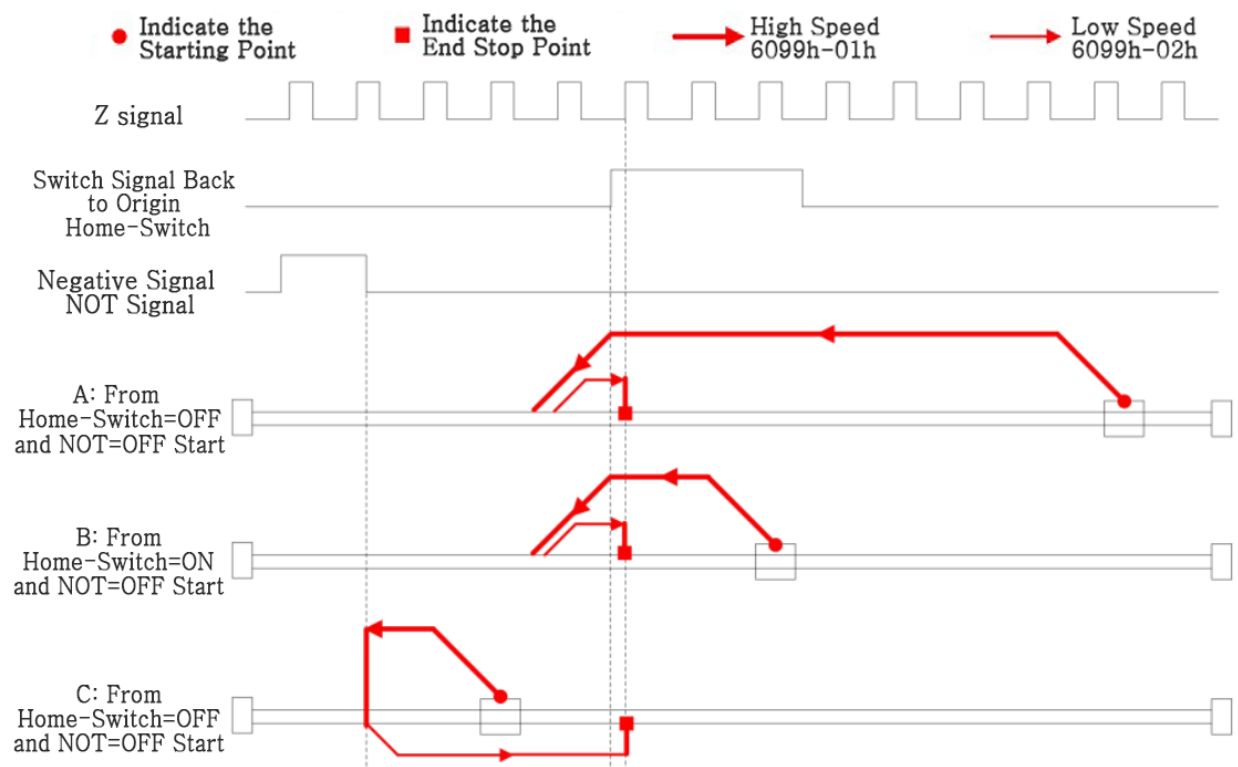 Indicate the
Starting Point
Indicate the
End Stop Point
High Speed
6099h-01h
Low Speed
6099h-02h
Z signal
Switch Signal Back
to Origin
Home-Switch
Negative Signal
NOT Signal
A: From
Home-Switch=OFF
and NOT=OFF Start
B: From
Home-Switch=ON
and NOT=OFF Start
C: From
Home-Switch=OFF
and NOT=OFF Start